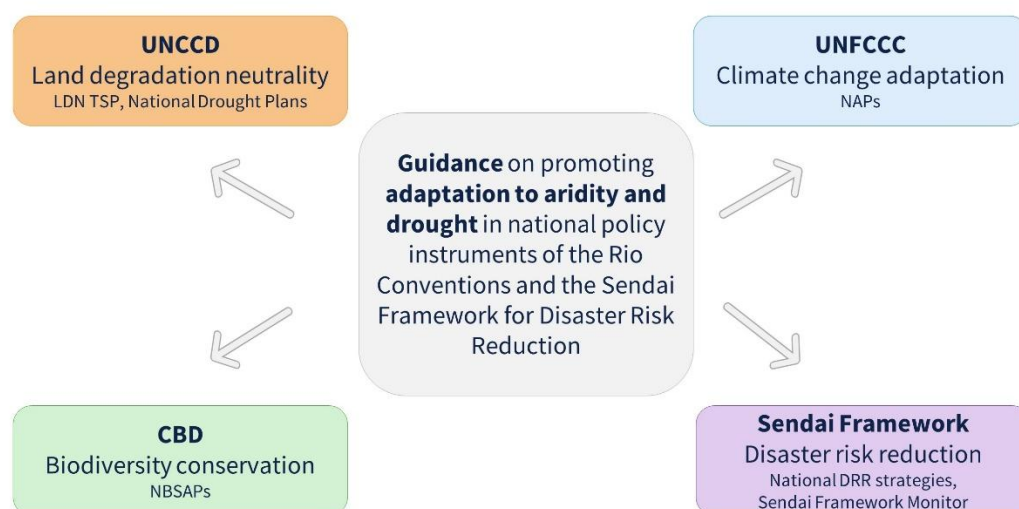 UNCCD
Land degradation neutrality
LDN TSP, National Drought Plans
UNFCCC
Climate change adaptation
NAPs
Guidance on promoting
adaptation to aridity and
drought in national policy
instruments of the Rio
Conventions and the Sendai
Framework for Disaster Risk
Reduction
CBD
Biodiversity conservation
NBSAPs
Sendai Framework
Disaster risk reduction
National DRR strategies,
Sendai Framework Monitor